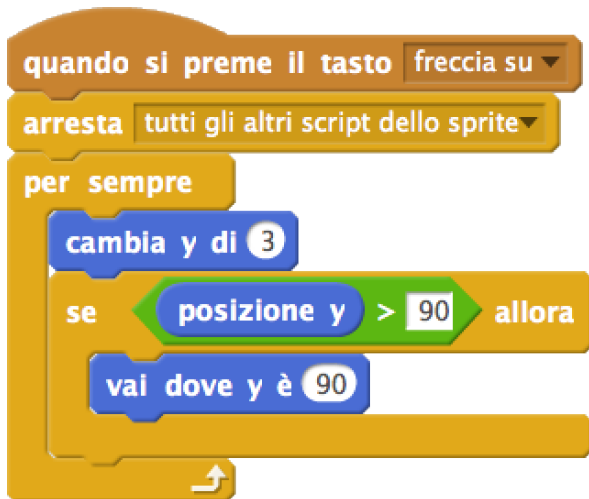 quando si preme il tasto freccia su
arresta tutti gli altri script dello sprite
per sempre
cambia y di 3
se posizione y > 90 allora
vai dove y è 90